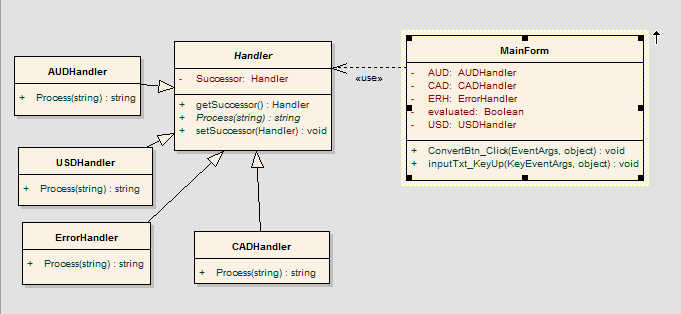 AUDHandler
+ Process(string) : string
Handler
- Successor: Handler
+ getSuccessor() : Handler
+ Process(string) : string
+ setSuccessor(Handler) : void
«use»
MainForm
- AUD: AUDHandler
- CAD: CADHandler
- ERH: ErrorHandler
- evaluated: Boolean
- USD: USDHandler
+ ConvertBtn_Click(EventArgs, object) : void
+ inputTxt_KeyUp(KeyEventArgs, object) : void
USDHandler
+ Process(string) : string
ErrorHandler
+ Process(string) : string
CADHandler
+ Process(string) : string